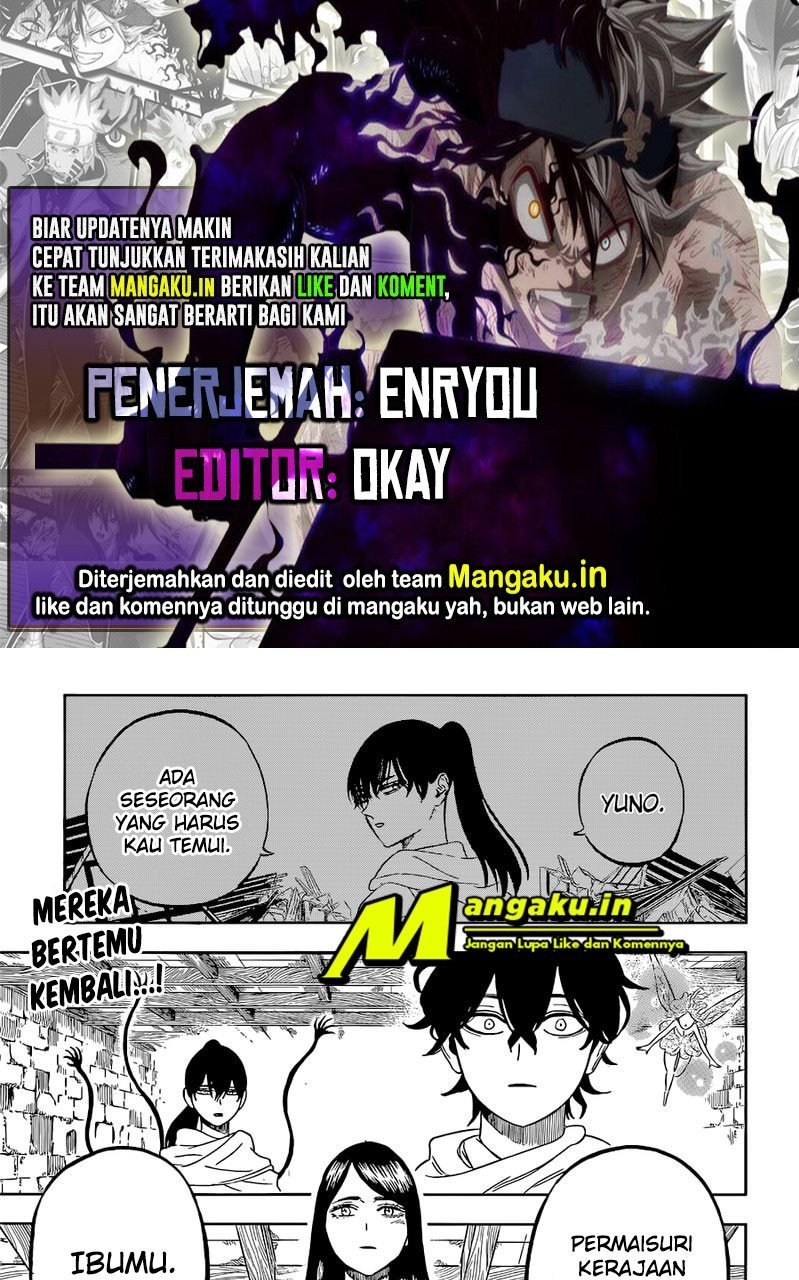 BIAR UPDATENYA MAKIN
CEPAT TUNJUKKAN TERIMAKASIH KALIAN
KE TEAM MANGAKU.in BERIKAN LIKE DAN KOMENT,
ITU AKAN SANGAT BERARTI BAGI KAMI
PENERJEMAH: ENRYOU
EDITOR: OKAY
Diterjemahkan dan diedit oleh team Mangaku.in
like dan komennya ditunggu di mangaku yah, bukan web lain.
YUNO.
ADA
SESEORANG
YANG HARUS
KAU TEMUI.
Mangaku.in
Jangan Lupa Like dan Komennya
MEREKA
BERTEMU
KEMBALI...!
PERMAISURI
KERAJAAN
IBUMU.